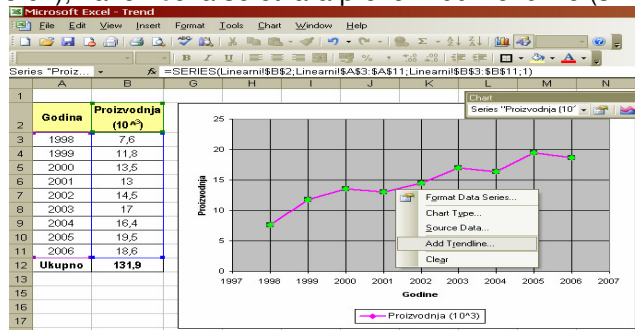 Microsoft Excel - Trend
File Edit View Insert Format Tools Chart Window Help
Series "Proiz... fx =SERIES(Linearni!$B$2;Linearni!$A$3:$A$11;Linearni!$B$3:$B$11;1)
A B G H I J K L M N
1
2 Godina Proizvodnja (10^3)
3 1998 7,6
4 1999 11,8
5 2000 13,5
6 2001 13
7 2002 14,5
8 2003 17
9 2004 16,4
10 2005 19,5
11 2006 18,6
12 Ukupno 131,9
13
14
15
16
17
Chart
Series "Proizvodnja (10^
25
20
15
10
5
0
Proizvodnja
1997 1998 1999 2000 2001 2002 2003 2004 2005 2006 2007
Godine
Proizvodnja (10^3)
Format Data Series...
Chart Type...
Source Data...
Add Trendline...
Clear